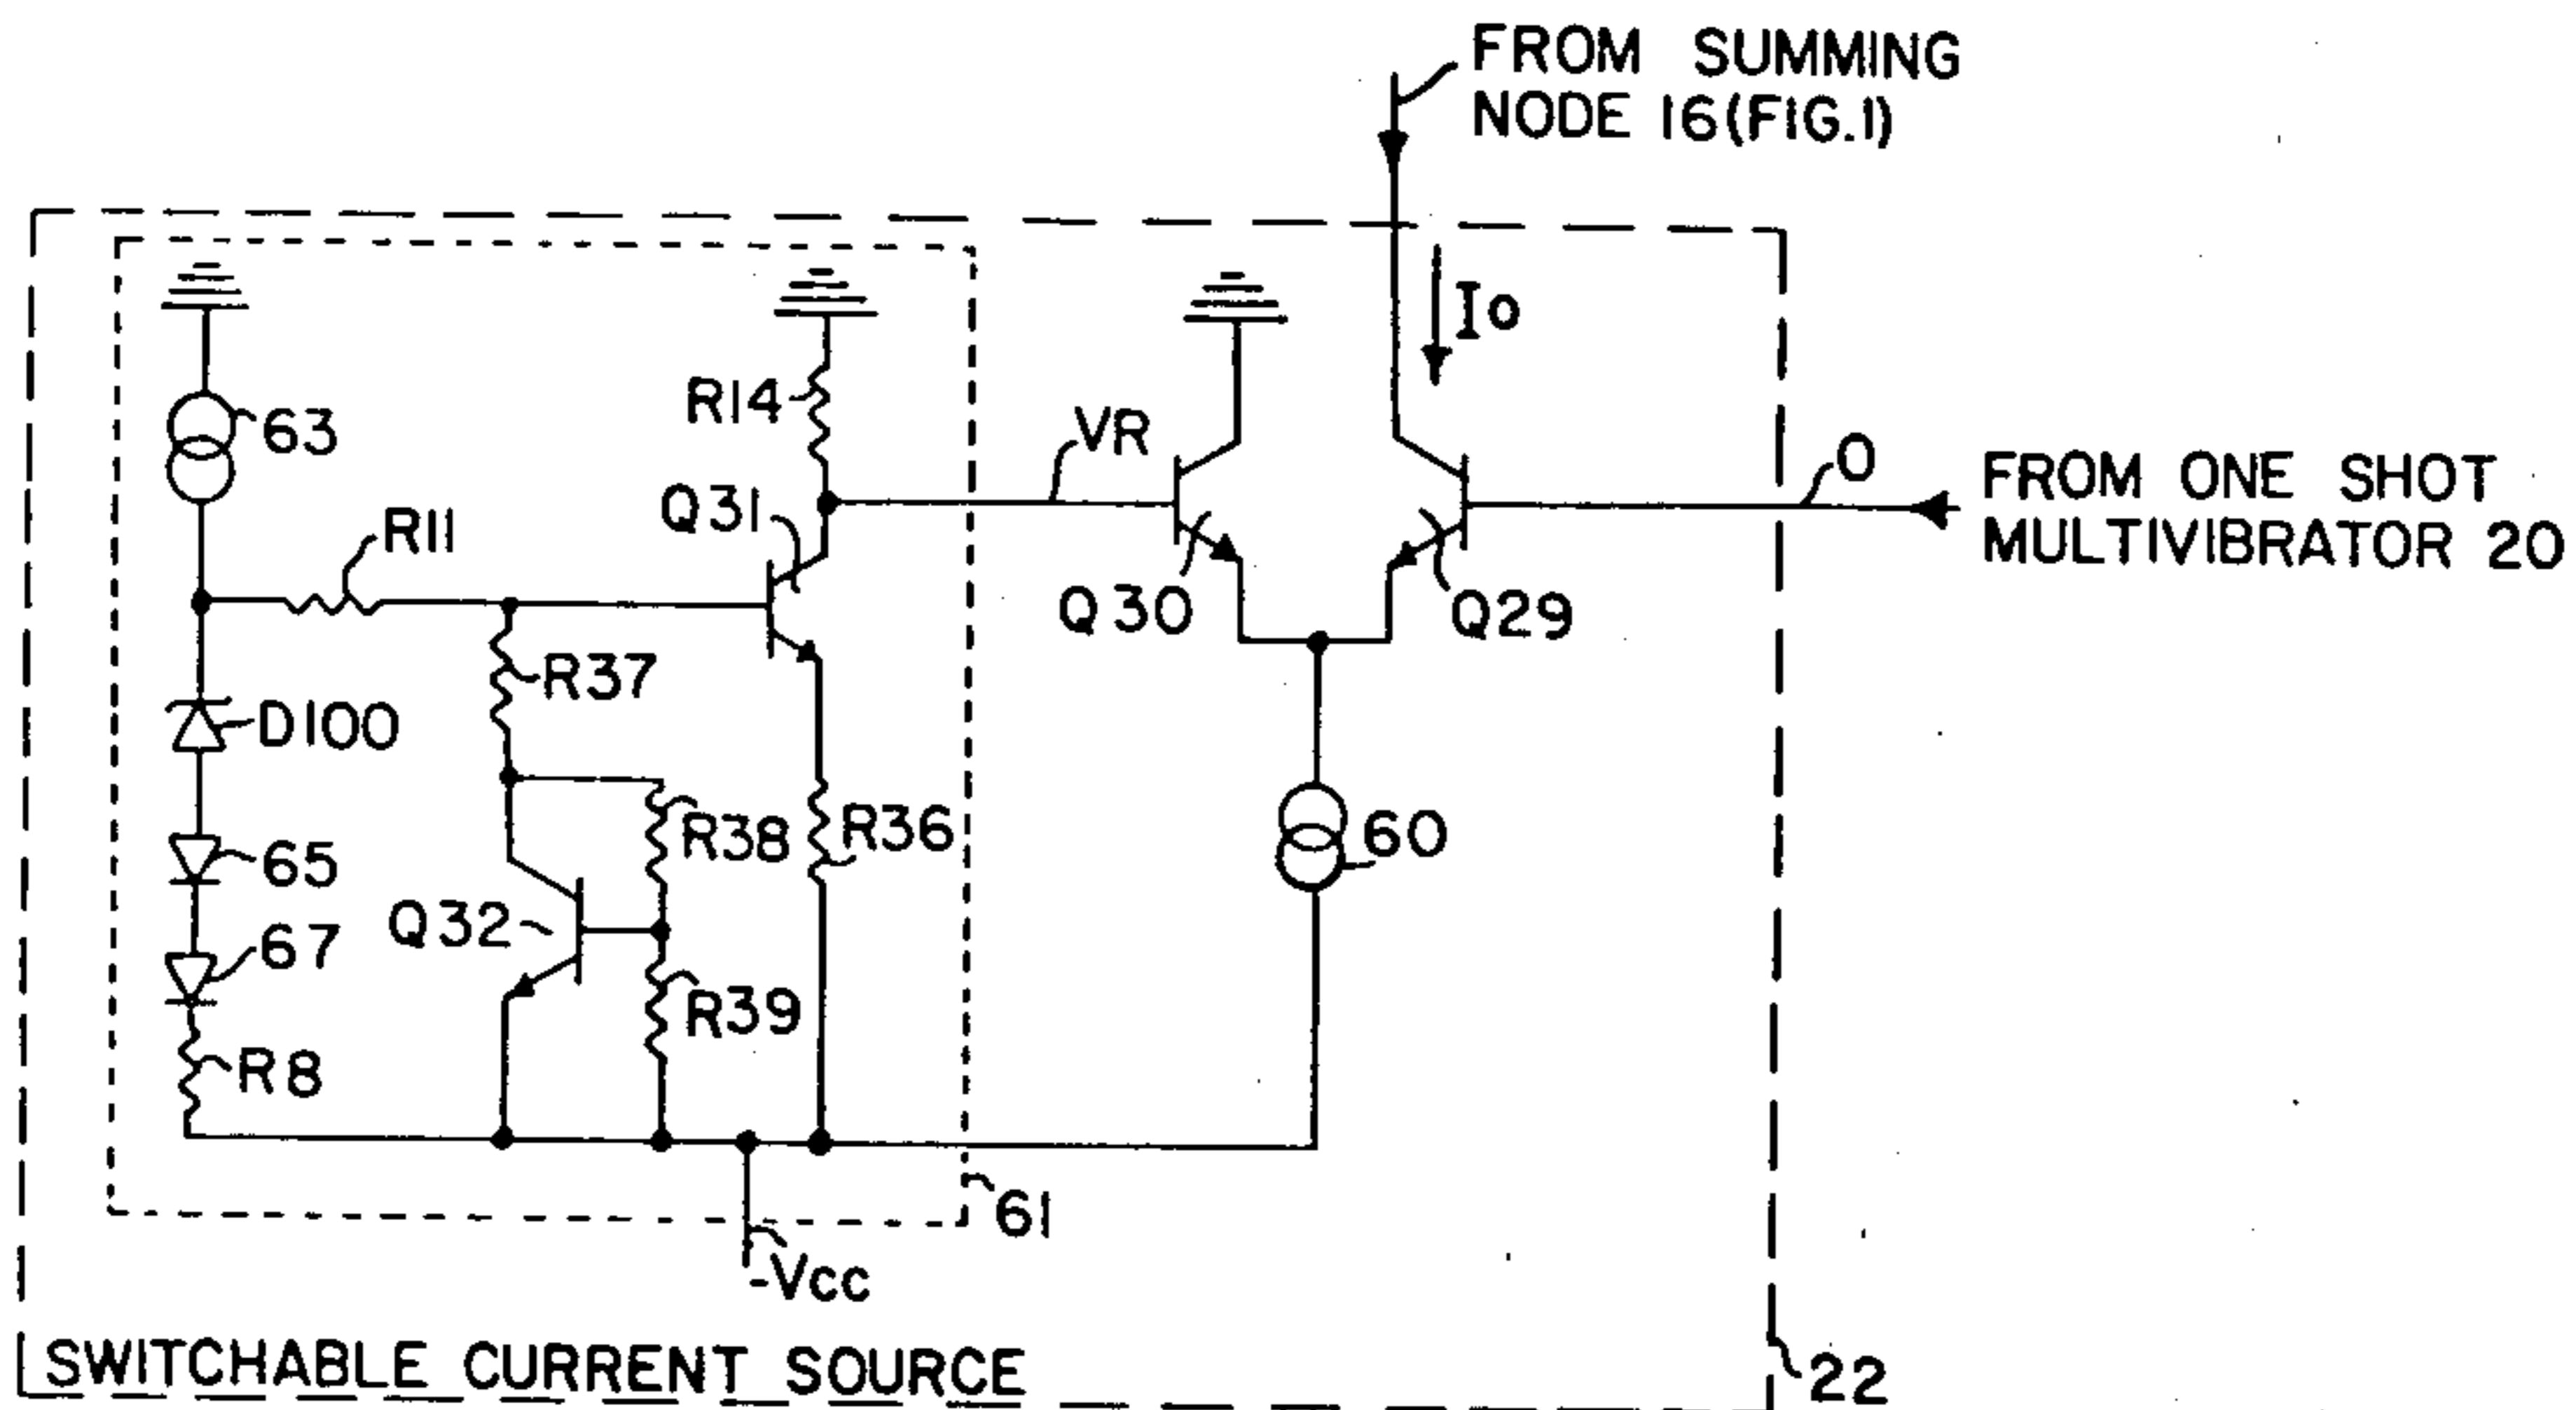 FROM SUMMING
NODE 16(FIG.1)
Io
R14
63
VR
O
FROM ONE SHOT
MULTIVIBRATOR 20
Q31
R11
Q30
Q29
R37
D100
R38
R36
60
65
Q32
67
R39
R8
61
-Vcc
SWITCHABLE CURRENT SOURCE
22